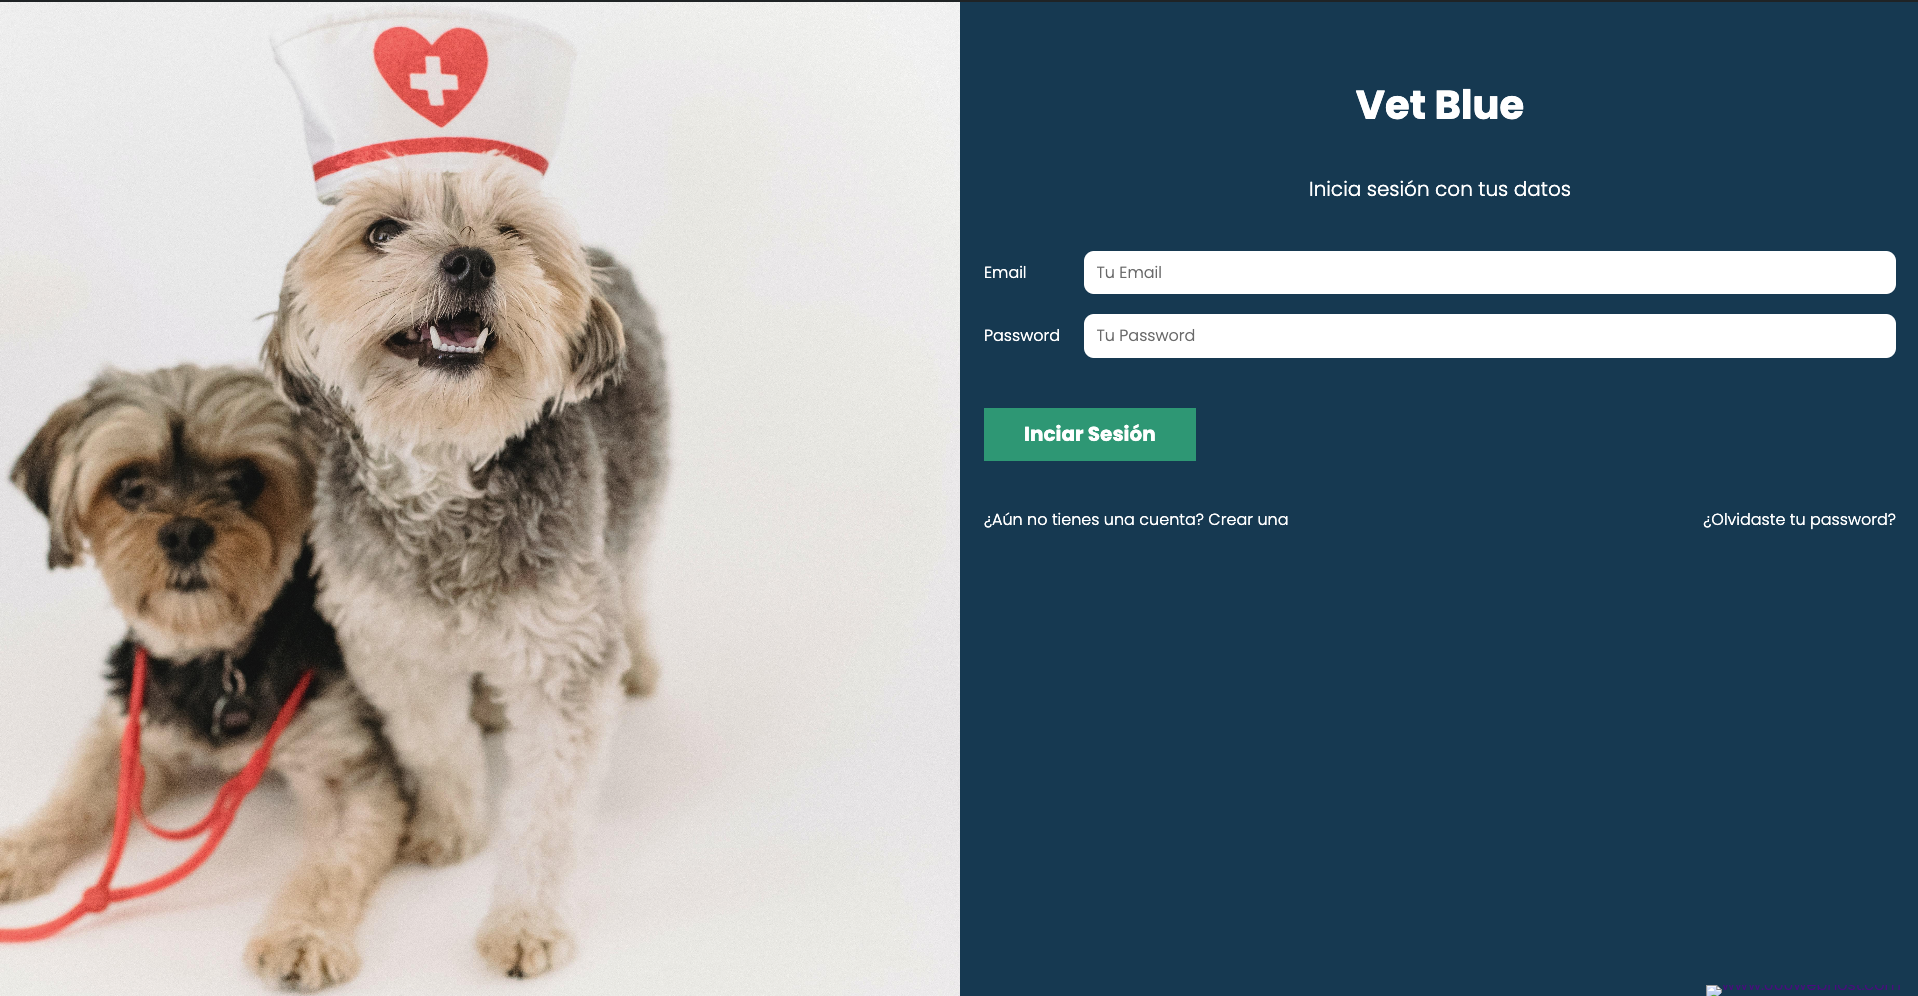 Vet Blue
Inicia sesión con tus datos
Email
Tu Email
Password
Tu Password
Inciar Sesión
¿Aún no tienes una cuenta? Crear una
¿Olvidaste tu password?